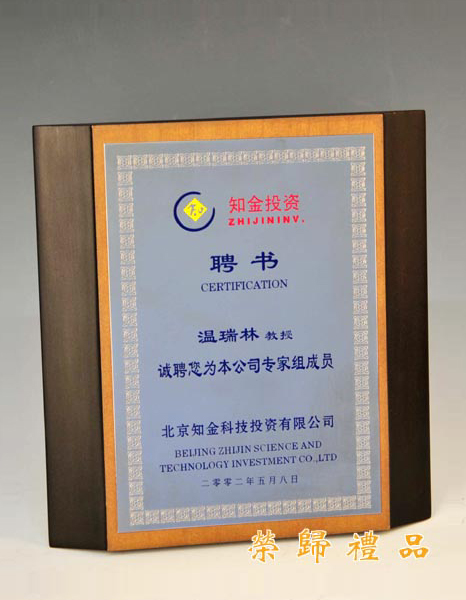 知金投资
ZHIJININV.
聘书
CERTIFICATION
温瑞林 教授
诚聘您为本公司专家组成员
北京知金科技投资有限公司
BEIJING ZHIJIN SCIENCE AND
TECHNOLOGY INVESTMENT CO.,LTD
二零零二年五月八日
榮歸禮品